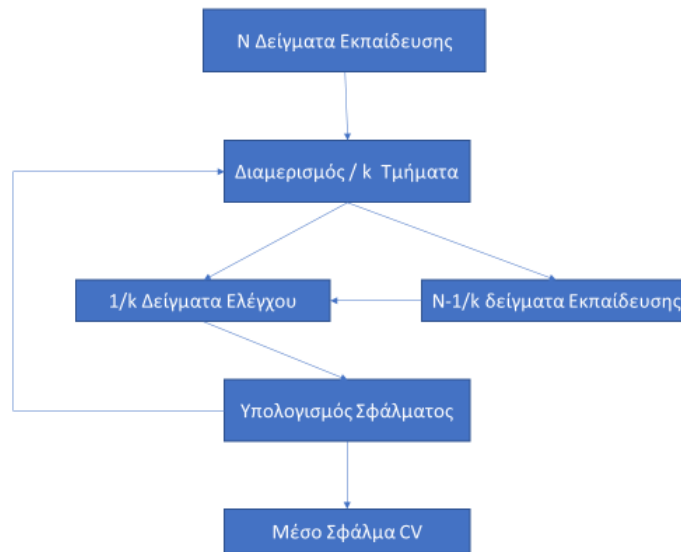 Ν Δείγματα Εκπαίδευσης
Διαμερισμός / k Τμήματα
1/k Δείγματα Ελέγχου
N-1/k δείγματα Εκπαίδευσης
Υπολογισμός Σφάλματος
Μέσο Σφάλμα CV